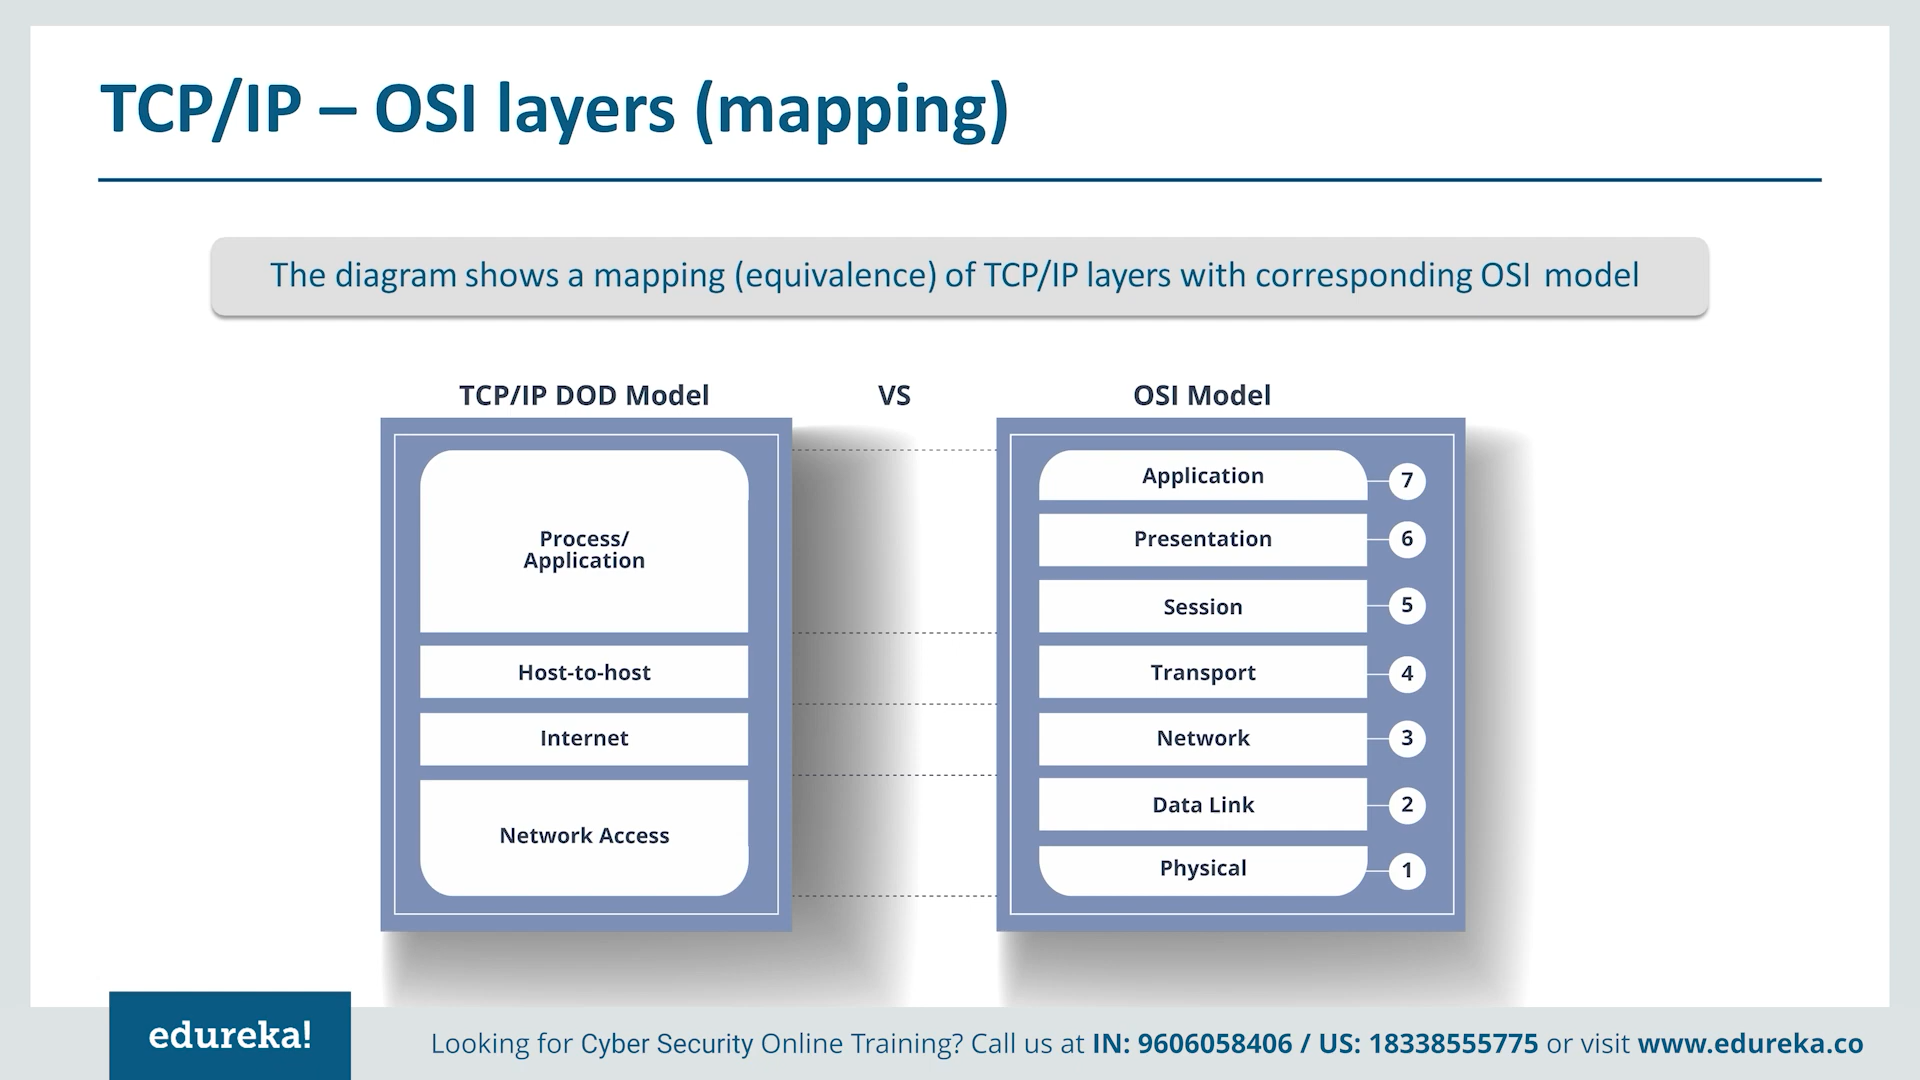 TCP/IP – OSI layers (mapping)
The diagram shows a mapping (equivalence) of TCP/IP layers with corresponding OSI model
TCP/IP DOD Model
VS
OSI Model
Process/
Application
Host-to-host
Internet
Network Access
Application
7
Presentation
6
Session
5
Transport
4
Network
3
Data Link
2
Physical
1
edureka!
Looking for Cyber Security Online Training? Call us at IN: 9606058406 / US: 18338555775 or visit www.edureka.co